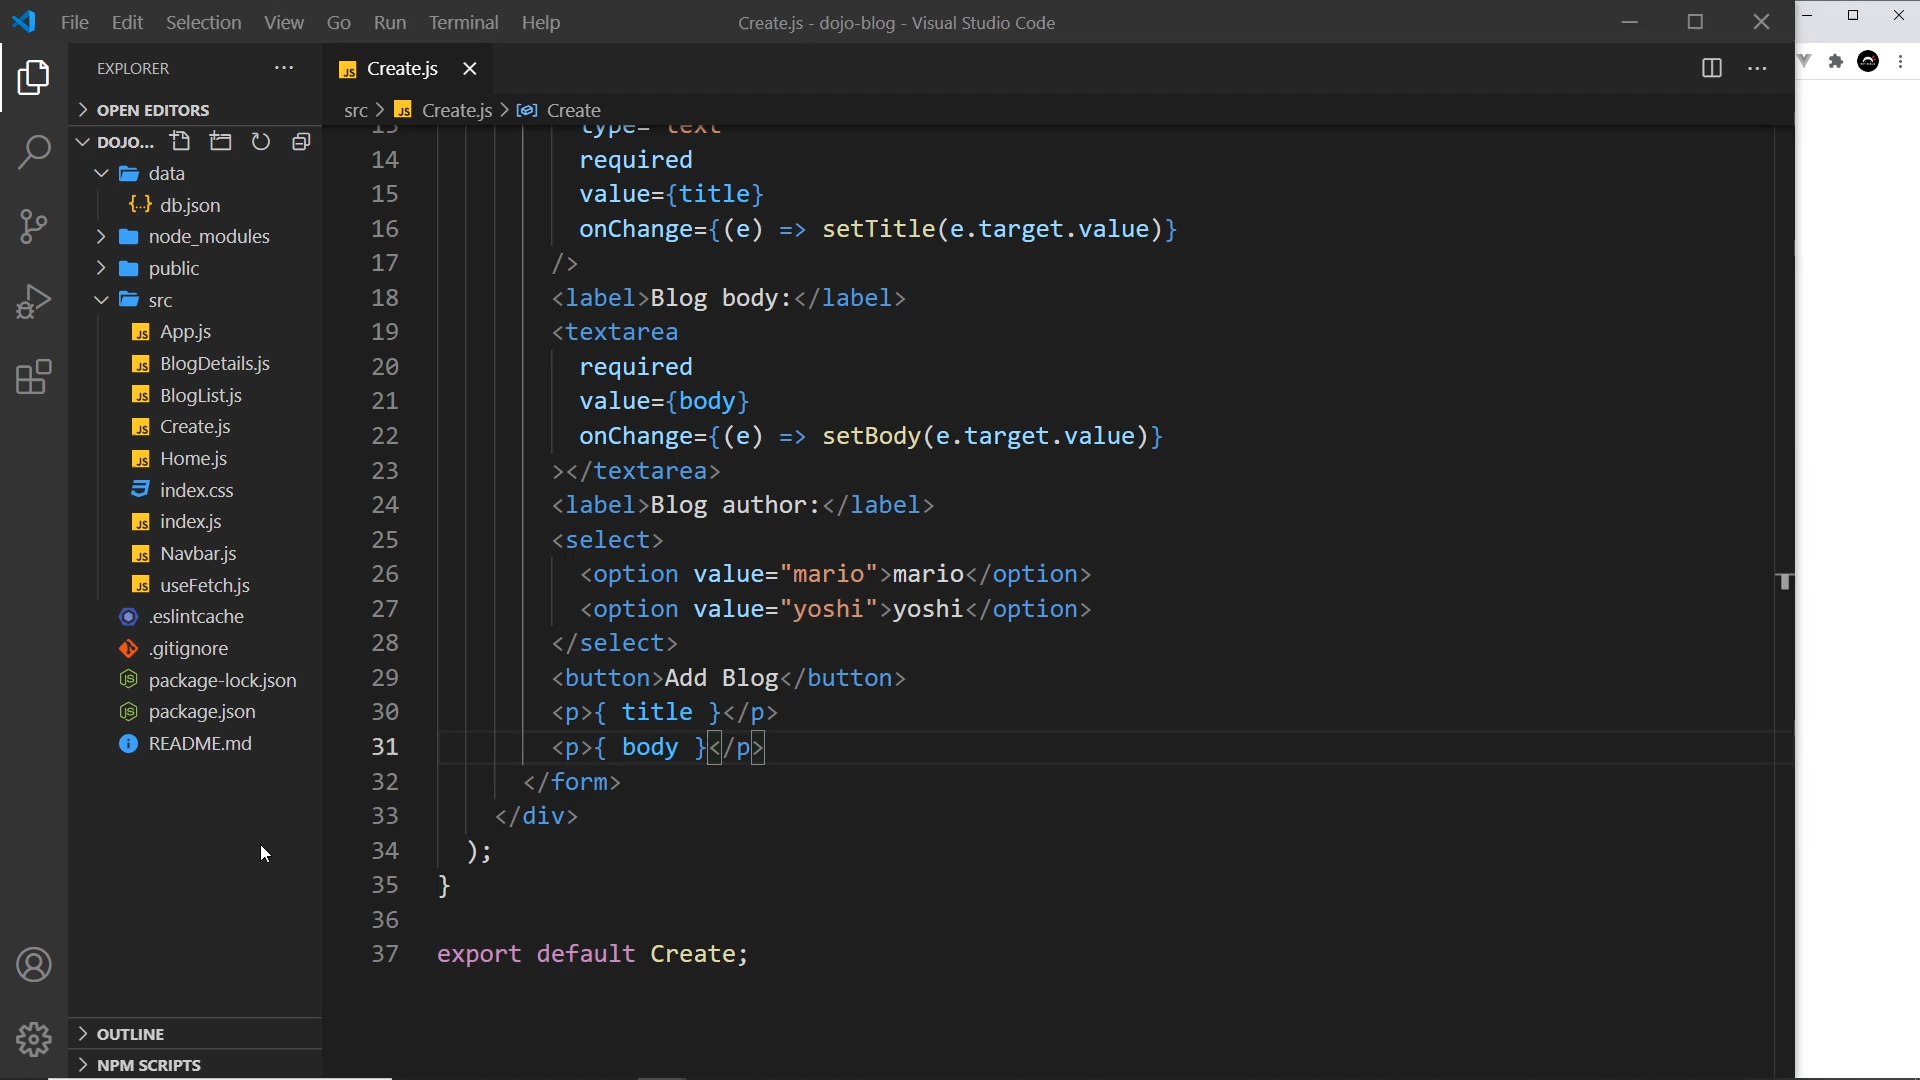 File Edit Selection View Go Run Terminal Help
Create.js - dojo-blog - Visual Studio Code
EXPLORER
OPEN EDITORS
DOJO...
data
db.json
node_modules
public
src
App.js
BlogDetails.js
BlogList.js
Create.js
Home.js
index.css
index.js
Navbar.js
useFetch.js
.eslintcache
.gitignore
package-lock.json
package.json
README.md
OUTLINE
NPM SCRIPTS
Create.js
src > Create.js > Create
13 type="text"
14 required
15 value={title}
16 onChange={(e) => setTitle(e.target.value)}
17 />
18 <label>Blog body:</label>
19 <textarea
20 required
21 value={body}
22 onChange={(e) => setBody(e.target.value)}
23 ></textarea>
24 <label>Blog author:</label>
25 <select>
26 <option value="mario">mario</option>
27 <option value="yoshi">yoshi</option>
28 </select>
29 <button>Add Blog</button>
30 <p>{ title }</p>
31 <p>{ body }</p>
32 </form>
33 </div>
34 );
35 }
36
37 export default Create;